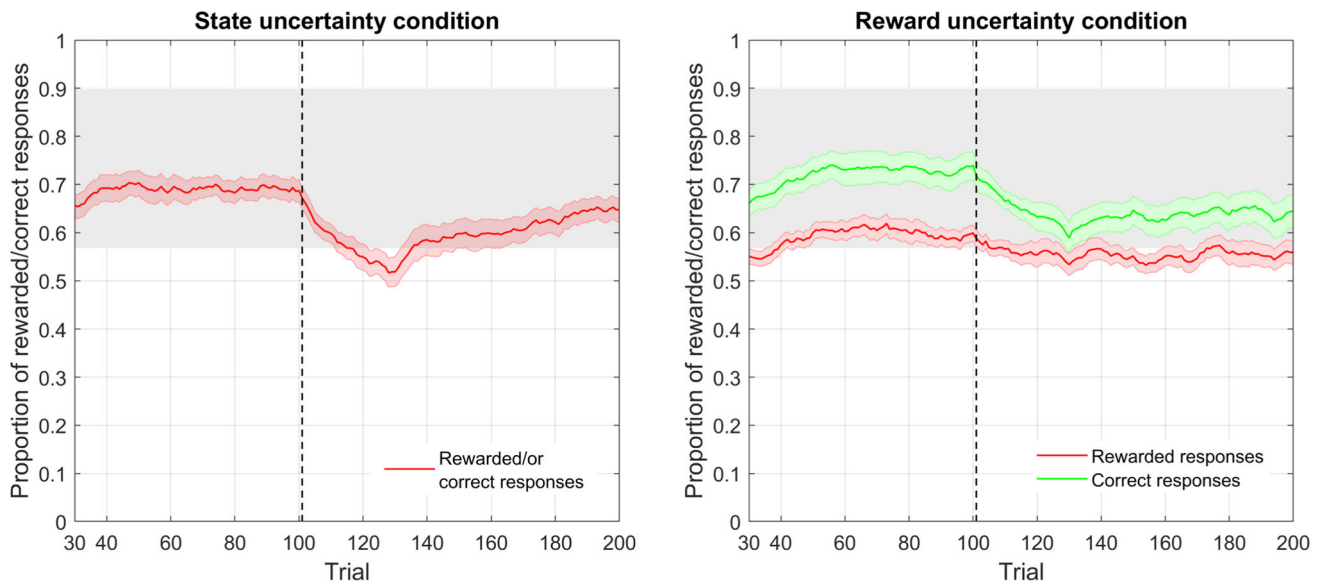 State uncertainty condition
Proportion of rewarded/correct responses
1
0.9
0.8
0.7
0.6
0.5
0.4
0.3
0.2
0.1
0
Rewarded/or
correct responses
30 40 60 80 100 120 140 160 180 200
Trial
Reward uncertainty condition
Proportion of rewarded/correct responses
1
0.9
0.8
0.7
0.6
0.5
0.4
0.3
0.2
0.1
0
Rewarded responses
Correct responses
30 40 60 80 100 120 140 160 180 200
Trial